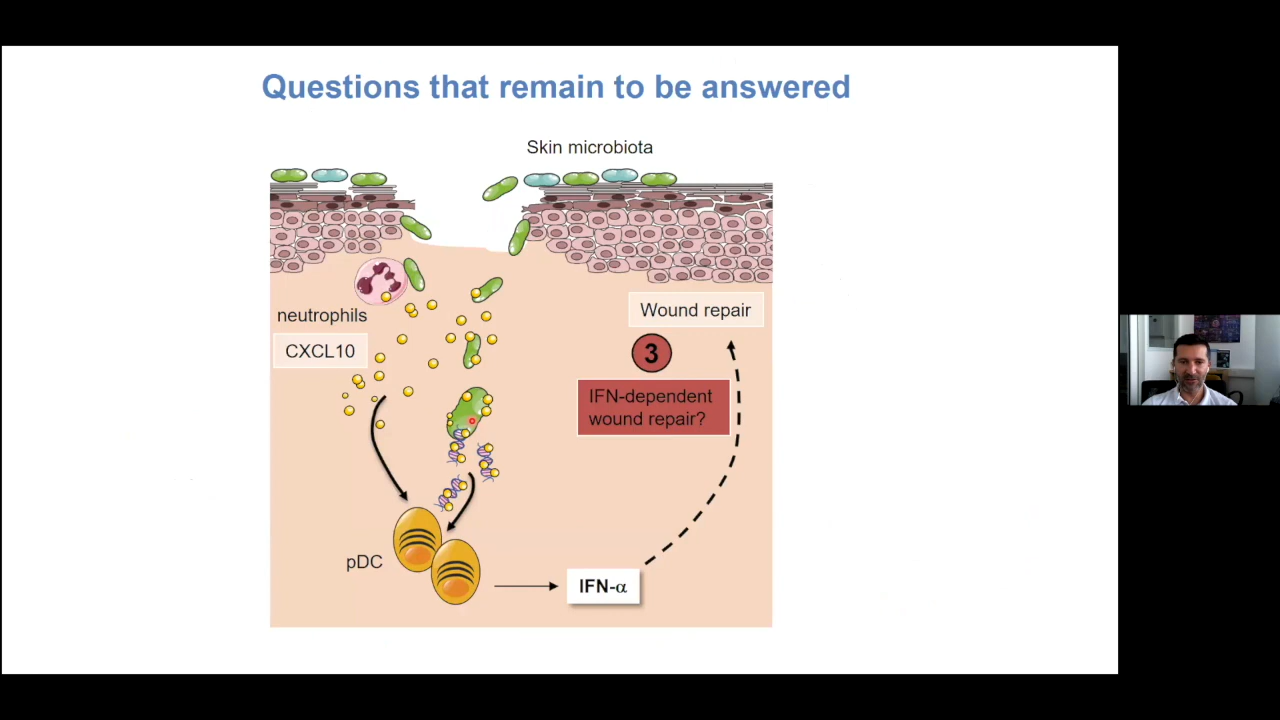 Questions that remain to be answered
Skin microbiota
neutrophils
CXCL10
Wound repair
3
IFN-dependent
wound repair?
pDC
IFN-α